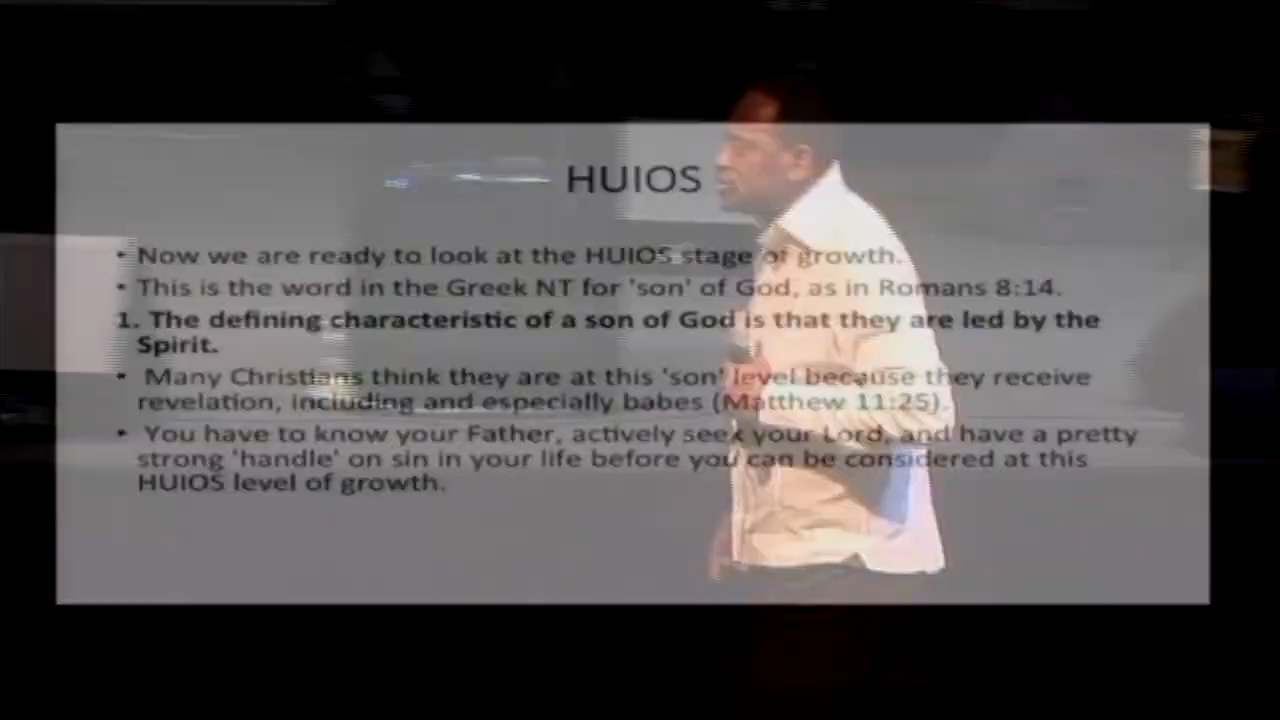 HUIOS
• Now we are ready to look at the HUIOS stage of growth.
• This is the word in the Greek NT for 'son' of God, as in Romans 8:14.
1. The defining characteristic of a son of God is that they are led by the
Spirit.
• Many Christians think they are at this 'son' level because they receive
revelation, including and especially babes (Matthew 11:25).
• You have to know your Father, actively seek your Lord, and have a pretty
strong 'handle' on sin in your life before you can be considered at this
HUIOS level of growth.